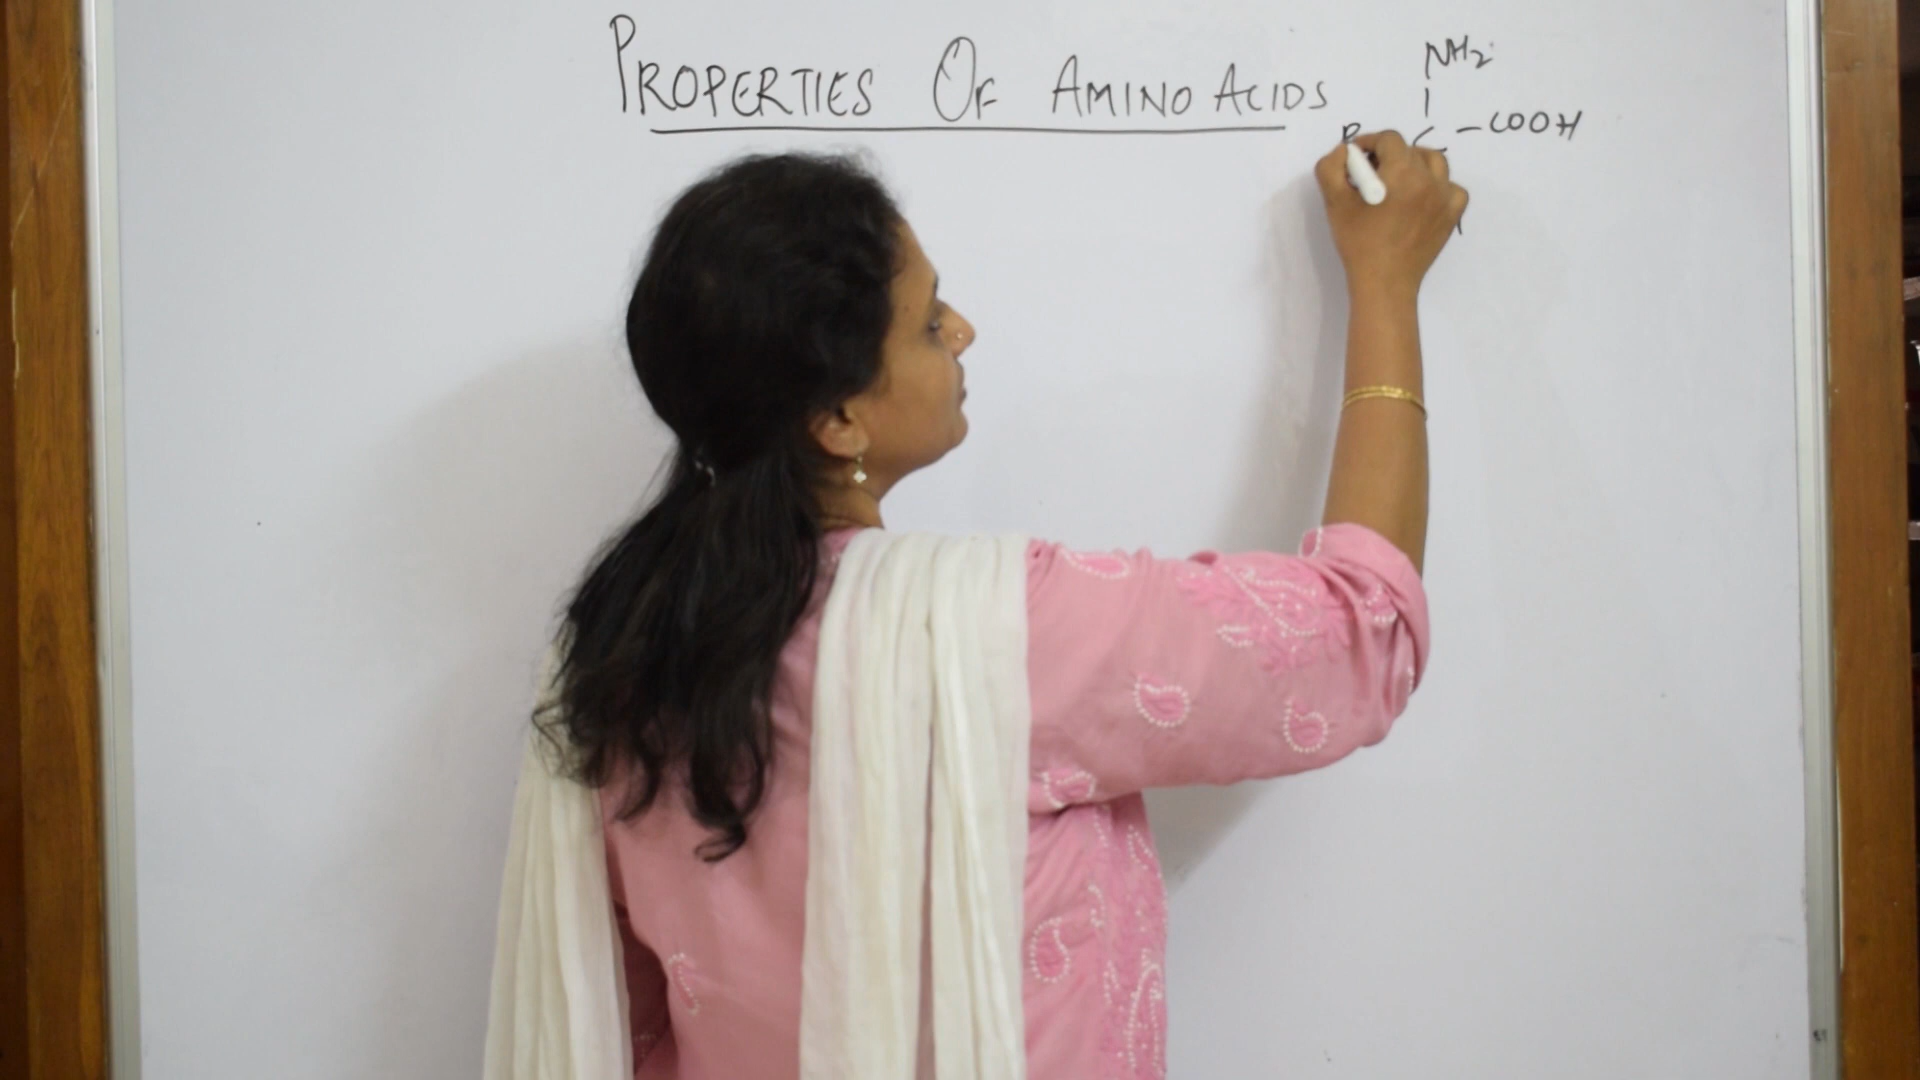 PROPERTIES OF AMINO ACIDS
NH2
C -COOH